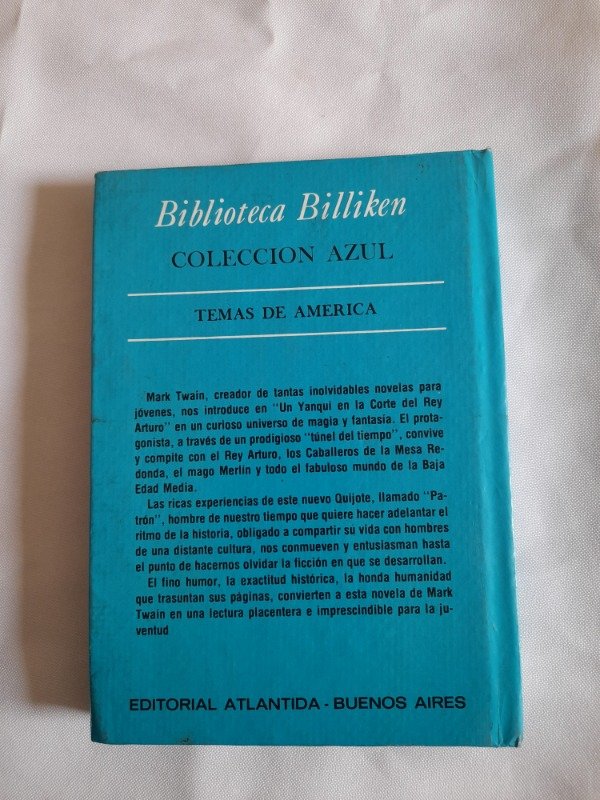 Biblioteca Billiken
COLECCION AZUL
TEMAS DE AMERICA
Mark Twain, creador de tantas inolvidables novelas para
jóvenes, nos introduce en "Un Yanqui en la Corte del Rey
Arturo" en un curioso universo de magia y fantasía. El prota-
gonista, a través de un prodigioso "túnel del tiempo", convive
y compite con el Rey Arturo, los Caballeros de la Mesa Re-
donda, el mago Merlín y todo el fabuloso mundo de la Baja
Edad Media.
Las ricas experiencias de este nuevo Quijote, llamado "Pa-
trón", hombre de nuestro tiempo que quiere hacer adelantar el
ritmo de la historia, obligado a compartir su vida con hombres
de una distante cultura, nos conmueven y entusiasman hasta
el punto de hacernos olvidar la ficción en que se desarrollan.
El fino humor, la exactitud histórica, la honda humanidad
que trasuntan sus páginas, convierten a esta novela de Mark
Twain en una lectura placentera e imprescindible para la ju-
ventud
EDITORIAL ATLANTIDA - BUENOS AIRES